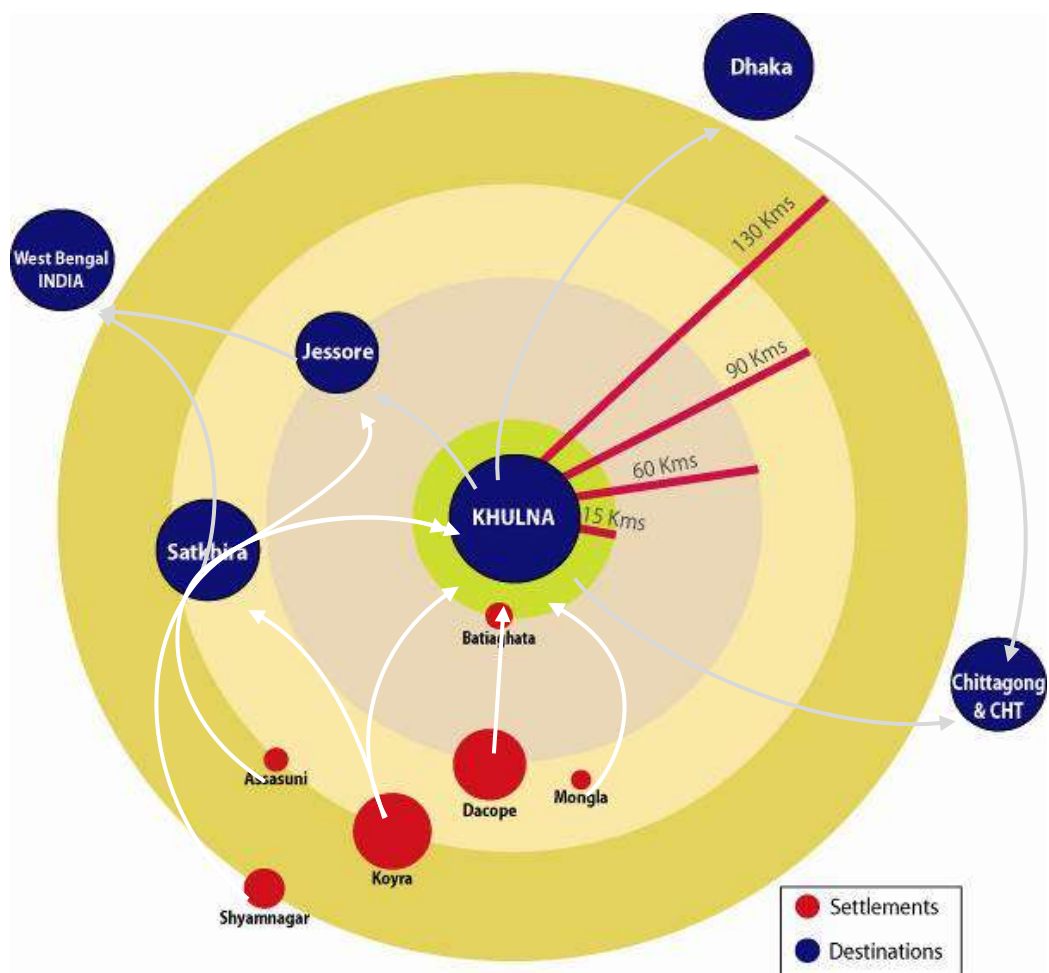 Dhaka
130 Kms
West Bengal
INDIA
Jessore
90 Kms
60 Kms
KHULNA
15 Kms
Satkhira
Batiaghata
Chittagong
& CHT
Assasuni
Mongla
Dacope
Koyra
Shyamnagar
Settlements
Destinations